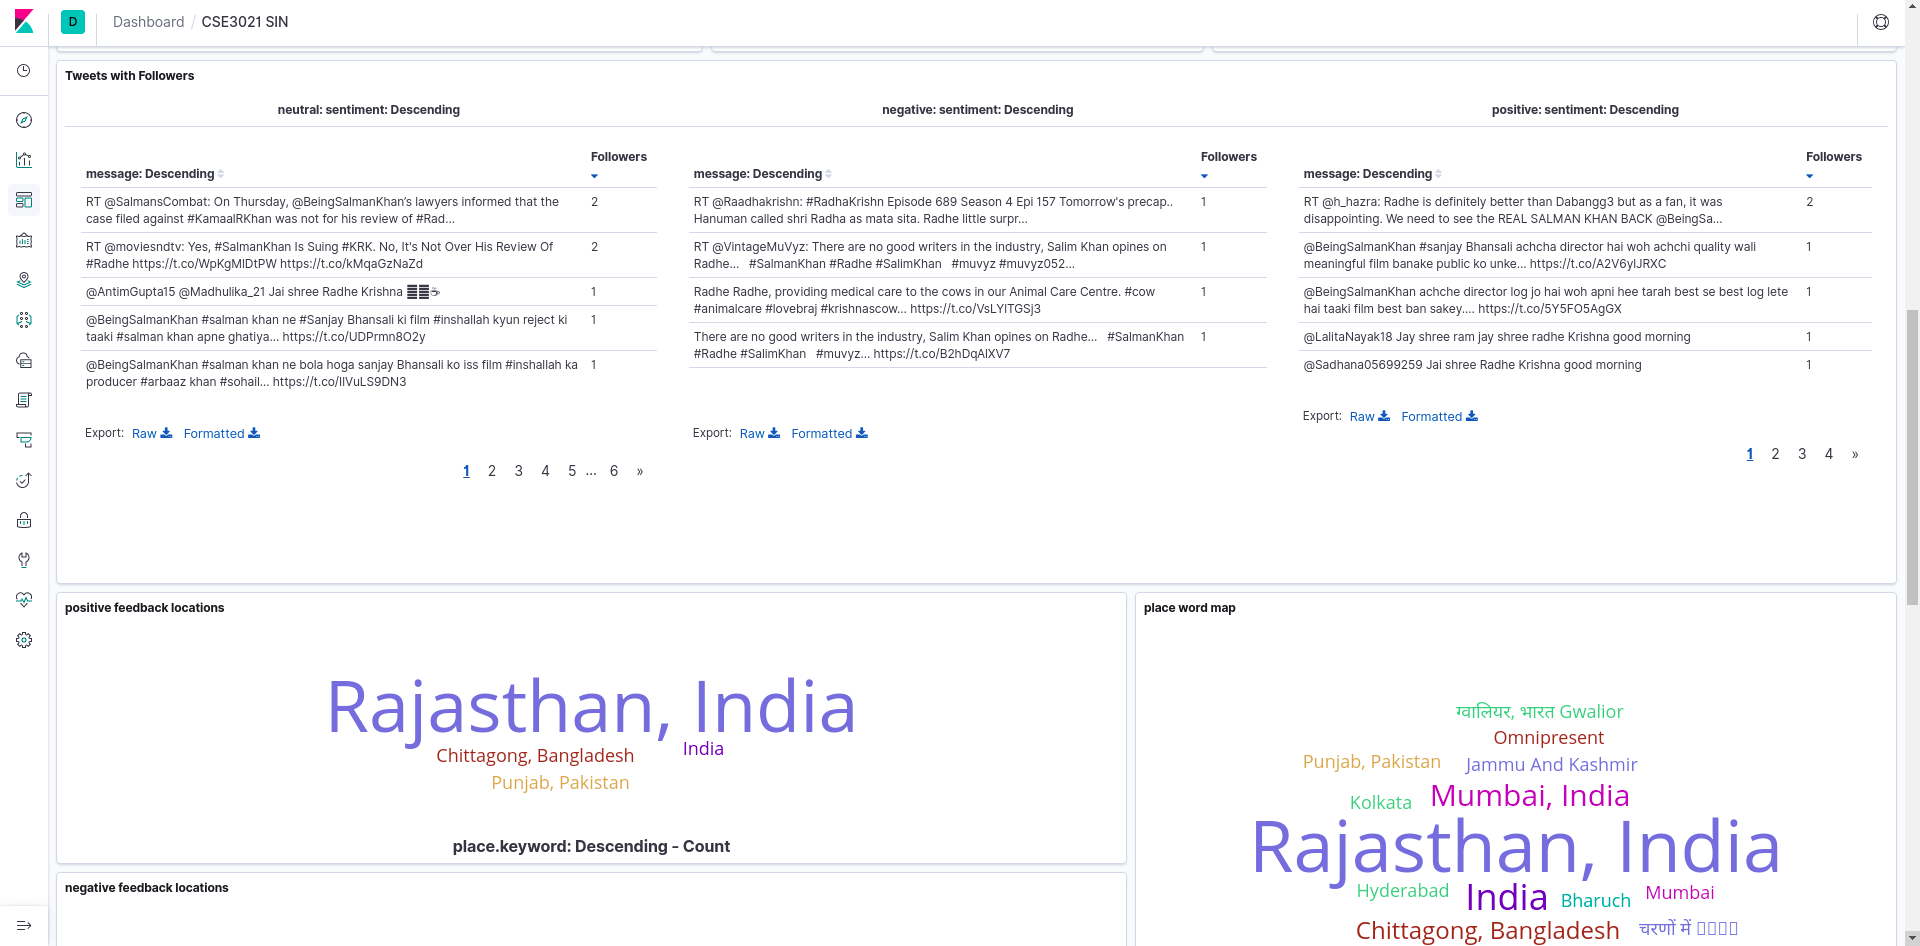 D Dashboard / CSE3021 SIN
Tweets with Followers
neutral: sentiment: Descending
message: Descending Followers
RT @SalmansCombat: On Thursday, @BeingSalmanKhan's lawyers informed that the 2
case filed against #KamaalRKhan was not for his review of #Rad...
RT @moviesndtv: Yes, #SalmanKhan Is Suing #KRK. No, It's Not Over His Review Of 2
#Radhe https://t.co/WpKgMIDtPW https://t.co/kMqaGzNaZd
@AntimGupta15 @Madhulika_21 Jai shree Radhe Krishna 1
@BeingSalmanKhan #salman khan ne #Sanjay Bhansali ki film #inshallah kyun reject ki 1
taaki #salman khan apne ghatiya... https://t.co/UDPrmn8O2y
@BeingSalmanKhan #salman khan ne bola hoga sanjay Bhansali ko iss film #inshallah ka 1
producer #arbaaz khan #sohail... https://t.co/IIVuLS9DN3
Export: Raw Formatted
1 2 3 4 5 ... 6 »
negative: sentiment: Descending
message: Descending Followers
RT @Raadhakrishn: #RadhaKrishn Episode 689 Season 4 Epi 157 Tomorrow's precap.. 1
Hanuman called shri Radha as mata sita. Radhe little surpr...
RT @VintageMuVyz: There are no good writers in the industry, Salim Khan opines on 1
Radhe... #SalmanKhan #Radhe #SalimKhan #muvyz #muvyz052...
Radhe Radhe, providing medical care to the cows in our Animal Care Centre. #cow 1
#animalcare #lovebraj #krishnascow... https://t.co/VsLYlTGSj3
There are no good writers in the industry, Salim Khan opines on Radhe... #SalmanKhan 1
#Radhe #SalimKhan #muvyz... https://t.co/B2hDqAlXV7
Export: Raw Formatted
positive: sentiment: Descending
message: Descending Followers
RT @h_hazra: Radhe is definitely better than Dabangg3 but as a fan, it was 2
disappointing. We need to see the REAL SALMAN KHAN BACK @BeingSa...
@BeingSalmanKhan #sanjay Bhansali achcha director hai woh achchi quality wali 1
meaningful film banake public ko unke... https://t.co/A2V6yIJRXC
@BeingSalmanKhan achche director log jo hai woh apni hee tarah best se best log lete 1
hai taaki film best ban sakey.... https://t.co/5Y5FO5AgGX
@LalitaNayak18 Jay shree ram jay shree radhe Krishna good morning 1
@Sadhana05699259 Jai shree Radhe Krishna good morning 1
Export: Raw Formatted
1 2 3 4 »
positive feedback locations
Rajasthan, India
Chittagong, Bangladesh India
Punjab, Pakistan
place.keyword: Descending - Count
negative feedback locations
place word map
ग्वालियर, भारत Gwalior
Omnipresent
Punjab, Pakistan Jammu And Kashmir
Kolkata Mumbai, India
Rajasthan, India
Hyderabad India Bharuch Mumbai
Chittagong, Bangladesh चरणों में